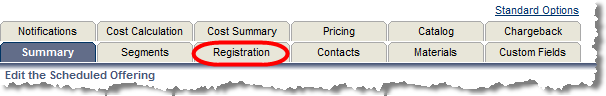 Standard Options
Notifications Cost Calculation Cost Summary Pricing Catalog Chargeback
Summary Segments Registration Contacts Materials Custom Fields
Edit the Scheduled Offering